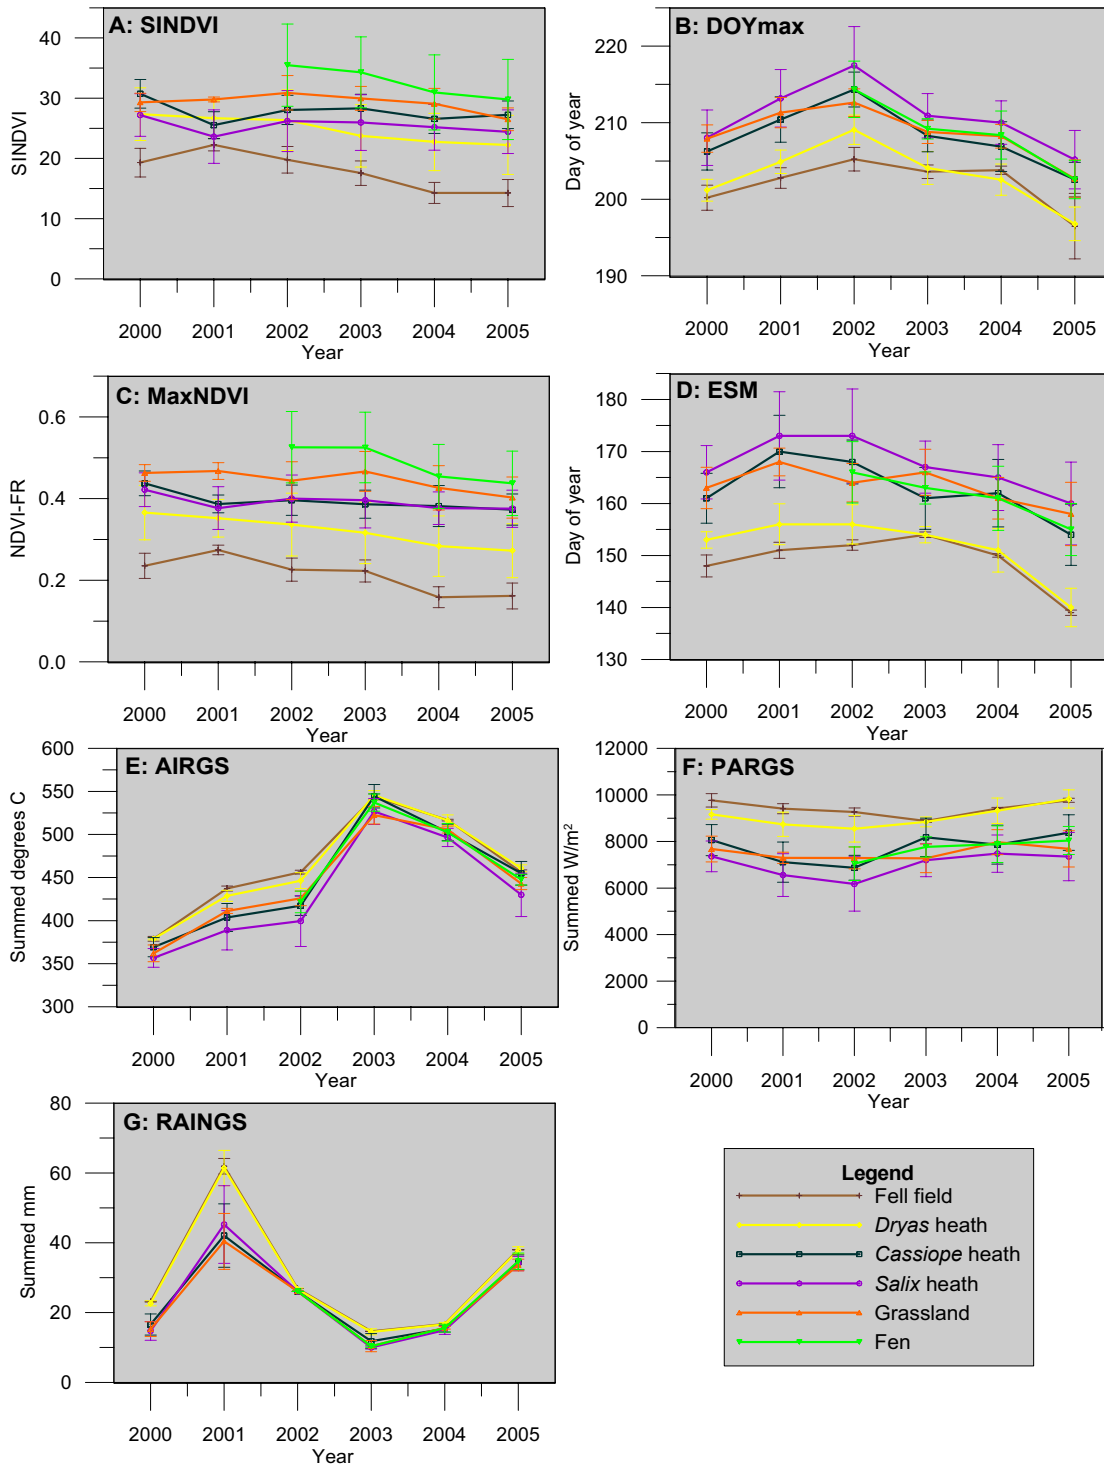 A: SINDVI
SINDVI
40
30
20
10
0
2000 2001 2002 2003 2004 2005
Year
B: DOYmax
Day of year
220
210
200
190
2000 2001 2002 2003 2004 2005
Year
C: MaxNDVI
NDVI-FR
0.6
0.4
0.2
0.0
2000 2001 2002 2003 2004 2005
Year
D: ESM
Day of year
180
170
160
150
140
130
2000 2001 2002 2003 2004 2005
Year
E: AIRGS
Summed degrees C
600
550
500
450
400
350
300
2000 2001 2002 2003 2004 2005
Year
F: PARGS
Summed W/m²
12000
10000
8000
6000
4000
2000
0
2000 2001 2002 2003 2004 2005
Year
G: RAINGS
Summed mm
80
60
40
20
0
2000 2001 2002 2003 2004 2005
Year
Legend
Fell field
Dryas heath
Cassiope heath
Salix heath
Grassland
Fen